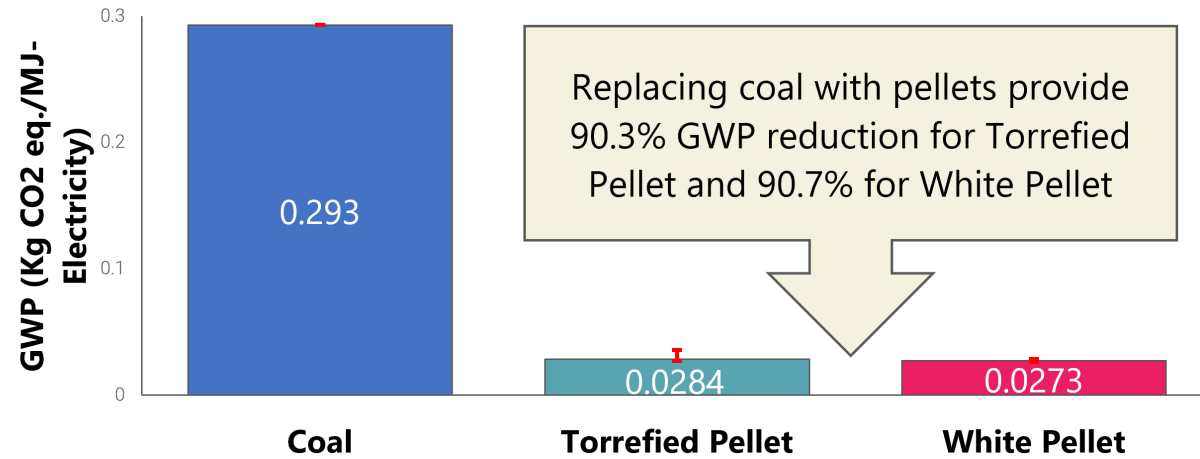 GWP (Kg CO2 eq./MJ-
Electricity)
0.3
0.2
0.1
0
0.293
0.0284
0.0273
Replacing coal with pellets provide
90.3% GWP reduction for Torrefied
Pellet and 90.7% for White Pellet
Coal
Torrefied Pellet
White Pellet